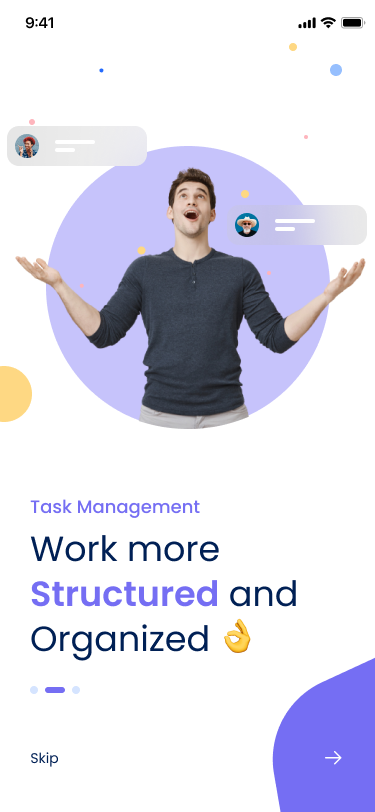 9:41
Task Management
Work more
Structured and
Organized 👌
Skip